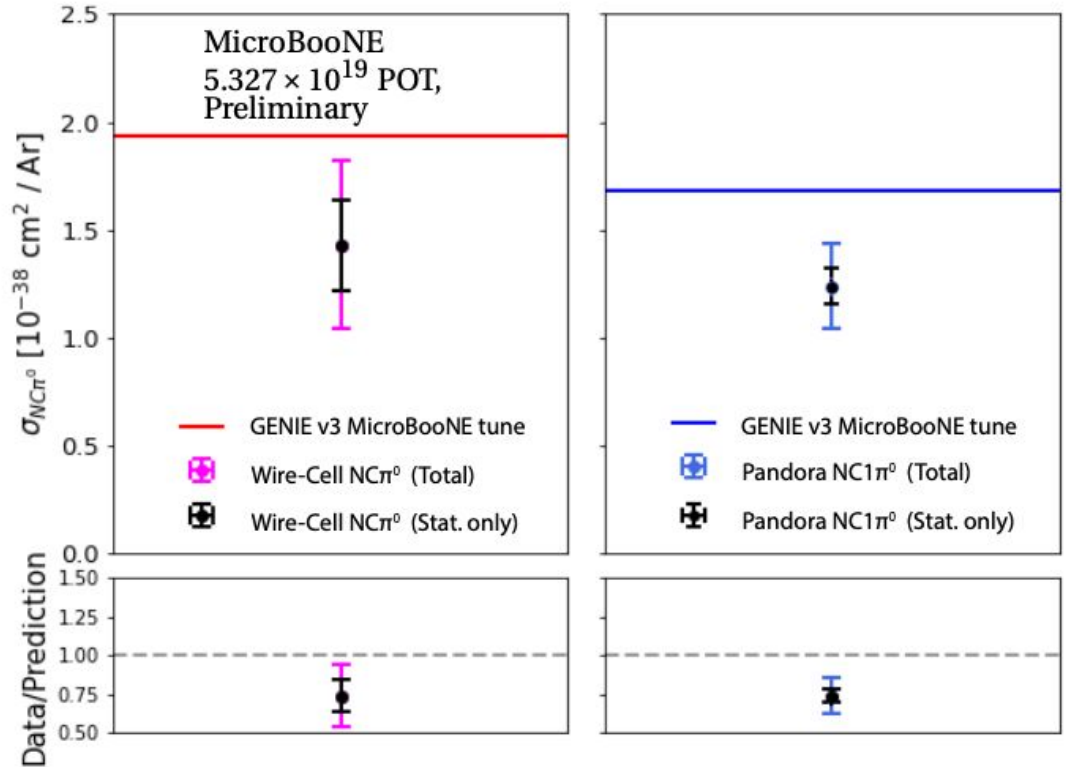 MicroBooNE
5.327 × 10¹⁹ POT,
Preliminary
σ_NCπ⁰ [10⁻³⁸ cm² / Ar]
2.5
2.0
1.5
1.0
0.5
0.0
GENIE v3 MicroBooNE tune
Wire-Cell NCπ⁰ (Total)
Wire-Cell NCπ⁰ (Stat. only)
GENIE v3 MicroBooNE tune
Pandora NC1π⁰ (Total)
Pandora NC1π⁰ (Stat. only)
Data/Prediction
1.50
1.25
1.00
0.75
0.50